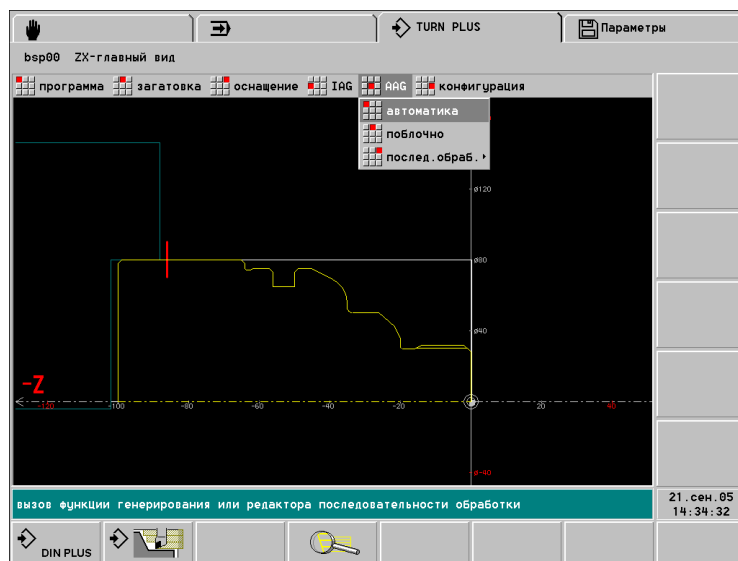 TURN PLUS
Параметры
bsp00 ZX-главный вид
программа загатовка оснащение IAG AAG конфигурация
автоматика
поблочно
послед.обраб.
ø120
ø80
ø40
-Z
-120 -100 -80 -60 -40 -20 20 40
ø-40
вызов функции генерирования или редактора последовательности обработки
21.сен.05
14:34:32
DIN PLUS